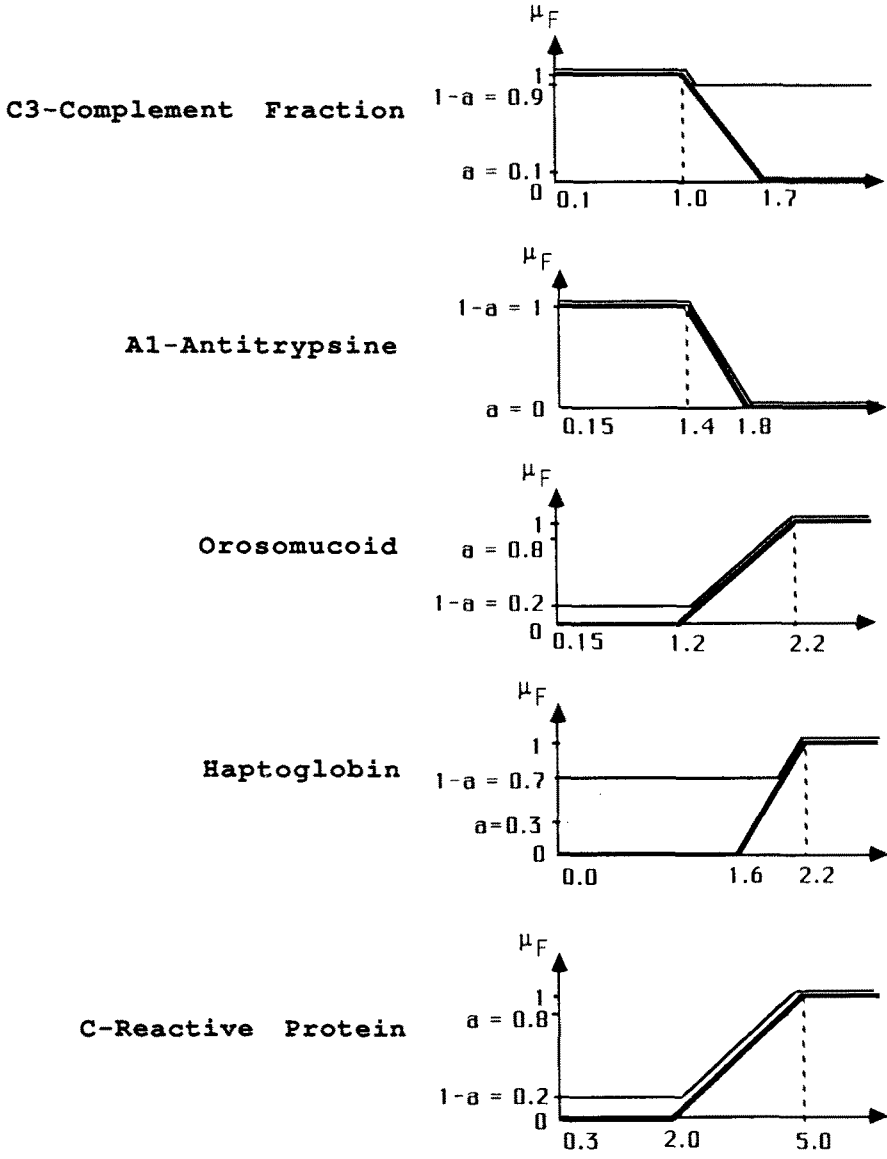 μF
C3-Complement Fraction
1
1-a = 0.9
a = 0.1
0
0.1 1.0 1.7
μF
A1-Antitrypsine
1-a = 1
a = 0
0.15 1.4 1.8
μF
Orosomucoid
1
a = 0.8
1-a = 0.2
0
0.15 1.2 2.2
μF
Haptoglobin
1
1-a = 0.7
a=0.3
0
0.0 1.6 2.2
μF
C-Reactive Protein
1
a = 0.8
1-a = 0.2
0
0.3 2.0 5.0